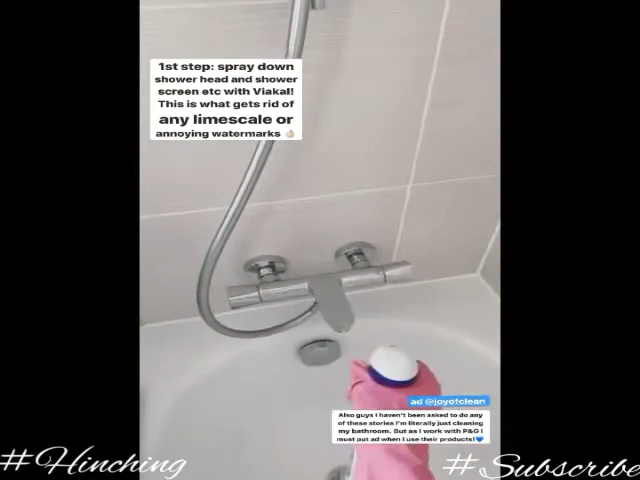 1st step: spray down
shower head and shower
screen etc with Viakal!
This is what gets rid of
any limescale or
annoying watermarks 👌🏻
ad @joyofclean
Also guys I haven't been asked to do any
of these stories I'm literally just cleaning
my bathroom. But as I work with P&G I
must put ad when I use their products!💙
#Hinching
#Subscribe